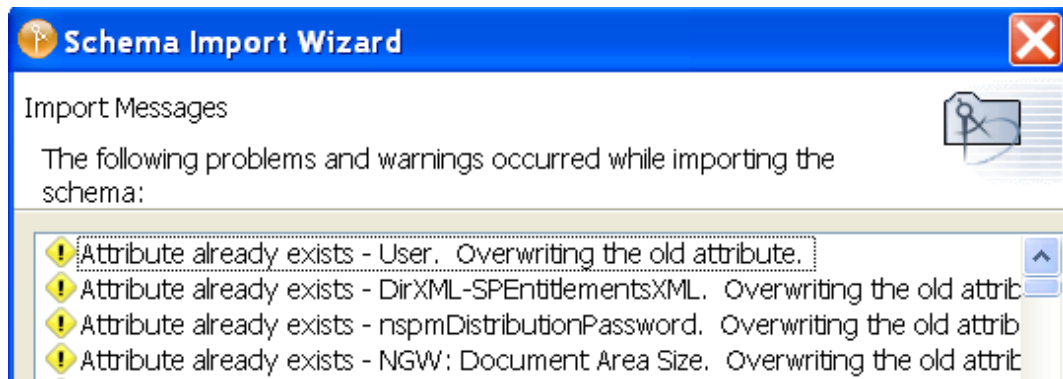 Schema Import Wizard
Import Messages
The following problems and warnings occurred while importing the
schema:
Attribute already exists - User. Overwriting the old attribute.
Attribute already exists - DirXML-SPEntitlementsXML. Overwriting the old attrib
Attribute already exists - nspmDistributionPassword. Overwriting the old attrib
Attribute already exists - NGW: Document Area Size. Overwriting the old attrib